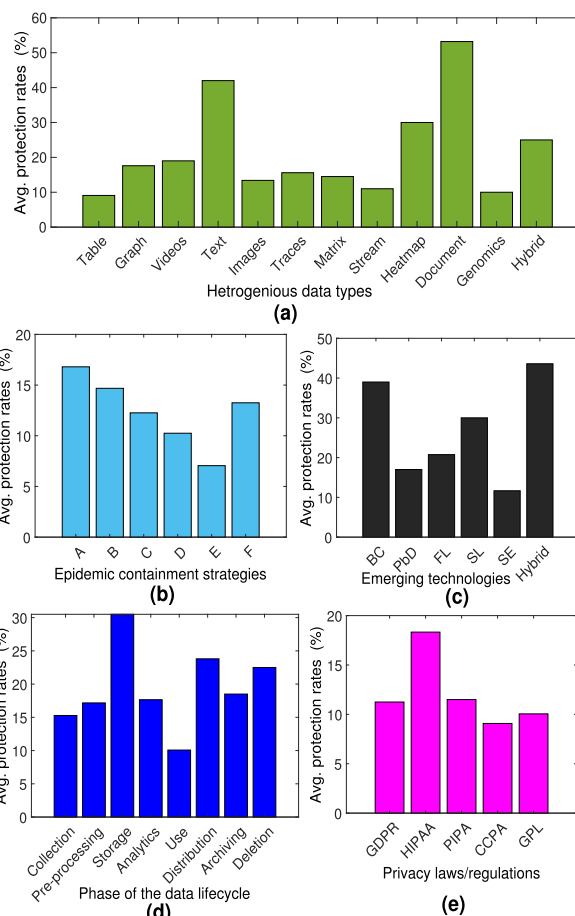 Avg. protection rates (%)
60
50
40
30
20
10
0
Table
Graph
Videos
Text
Images
Traces
Matrix
Stream
Heatmap
Document
Genomics
Hybrid
Hetrogenious data types
(a)
Avg. protection rates (%)
20
15
10
5
0
A
B
C
D
E
F
Epidemic containment strategies
(b)
Avg. protection rates (%)
50
40
30
20
10
0
BC
PbD
FL
SL
SE
Hybrid
Emerging technologies
(c)
Avg. protection rates (%)
30
25
20
15
10
5
0
Collection
Pre-processing
Storage
Analytics
Use
Distribution
Archiving
Deletion
Phase of the data lifecycle
(d)
Avg. protection rates (%)
20
15
10
5
0
GDPR
HIPAA
PIPA
CCPA
GPL
Privacy laws/regulations
(e)